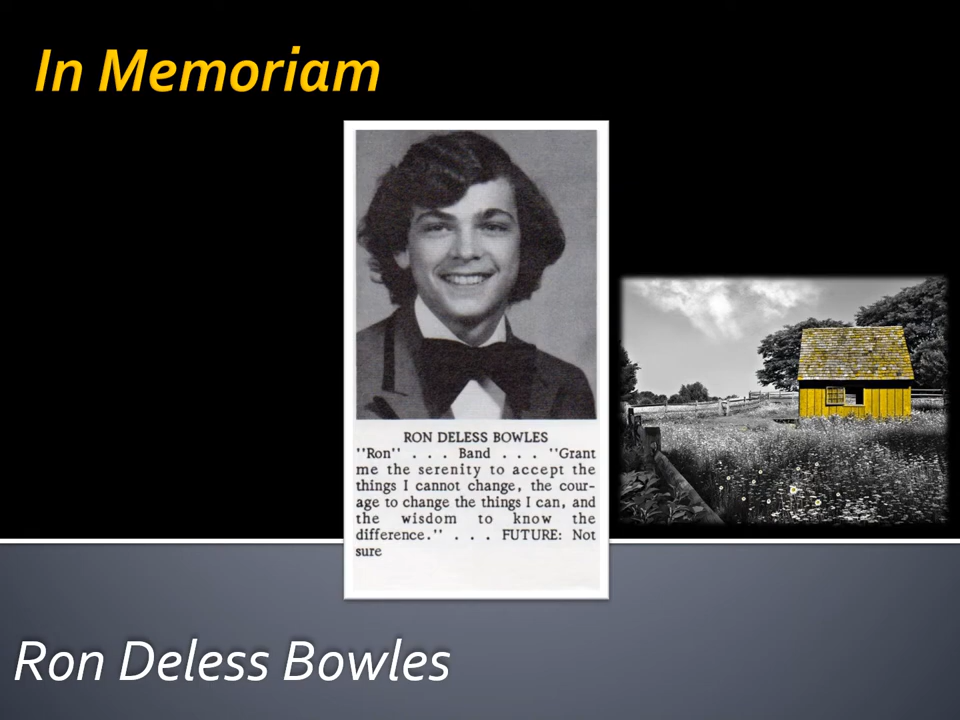 In Memoriam
RON DELESS BOWLES
"Ron" . . . Band . . . "Grant
me the serenity to accept the
things I cannot change, the cour-
age to change the things I can, and
the wisdom to know the
difference." . . . FUTURE: Not
sure
Ron Deless Bowles